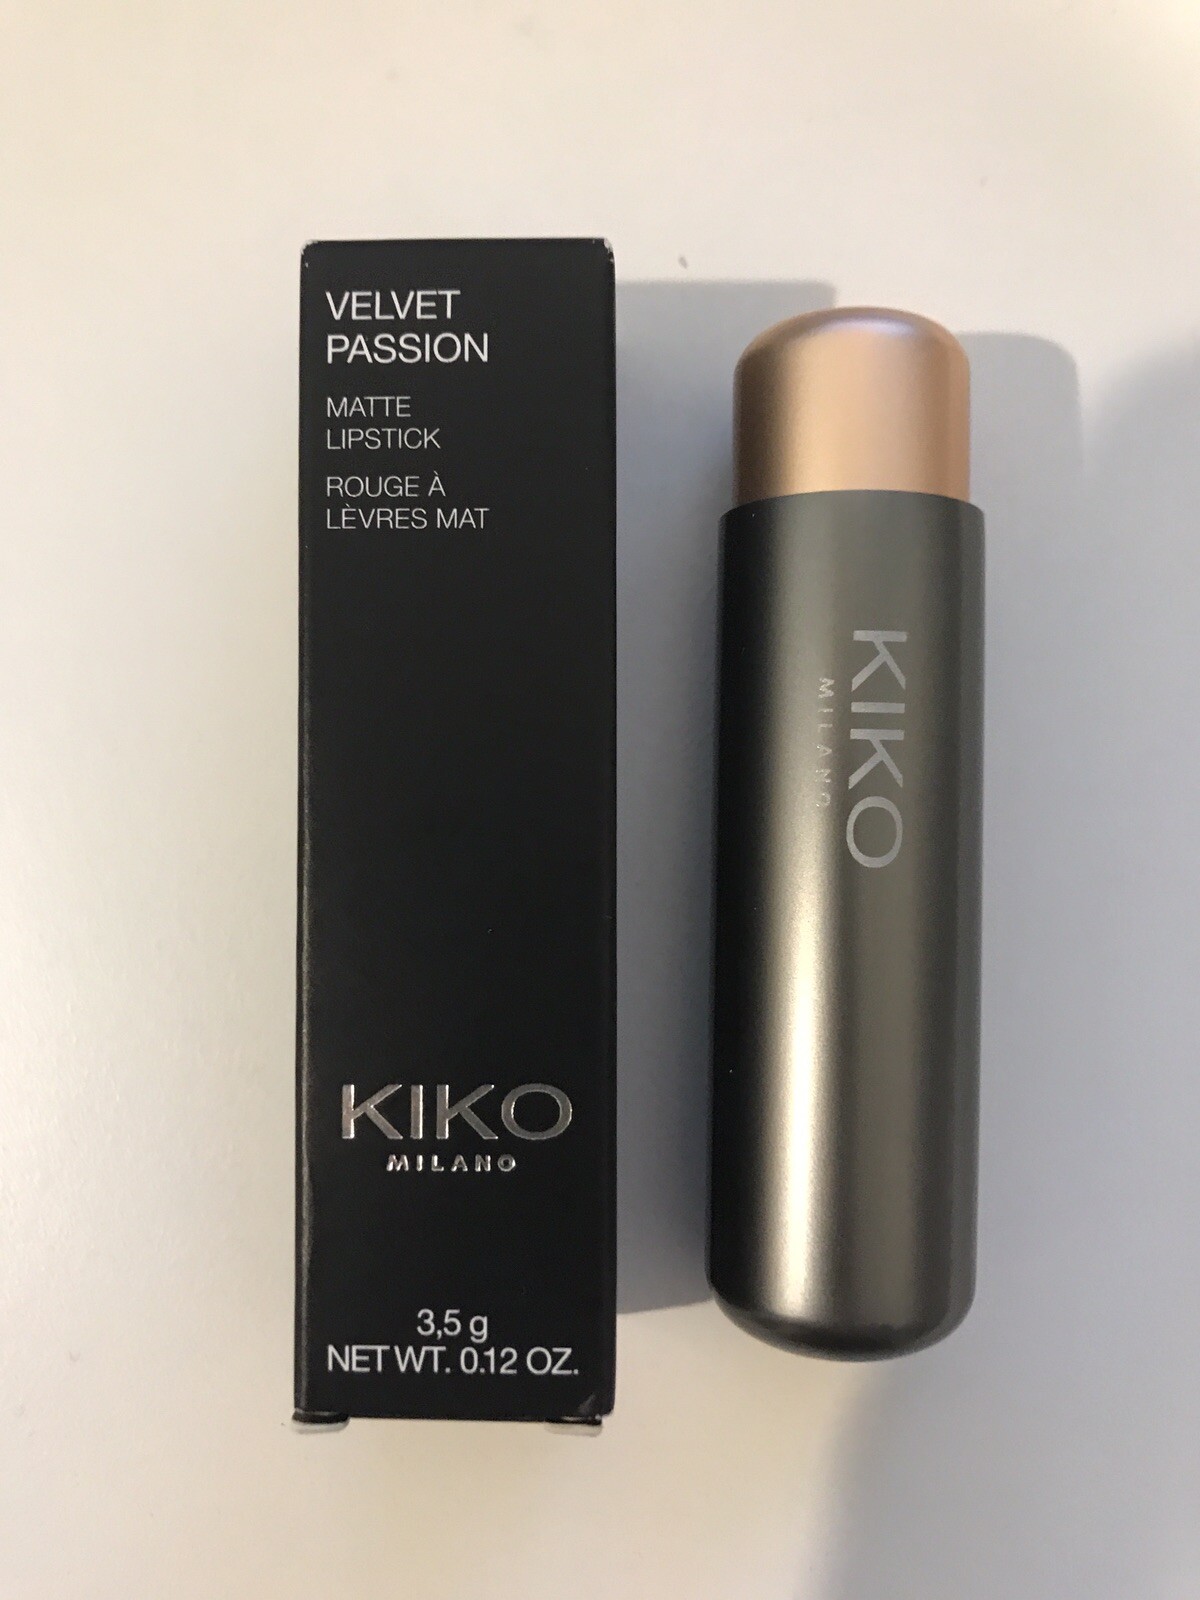 VELVET
PASSION
MATTE
LIPSTICK
ROUGE À
LÈVRES MAT
KIKO
MILANO
3,5 g
NET WT. 0.12 OZ.
KIKO
MILANO